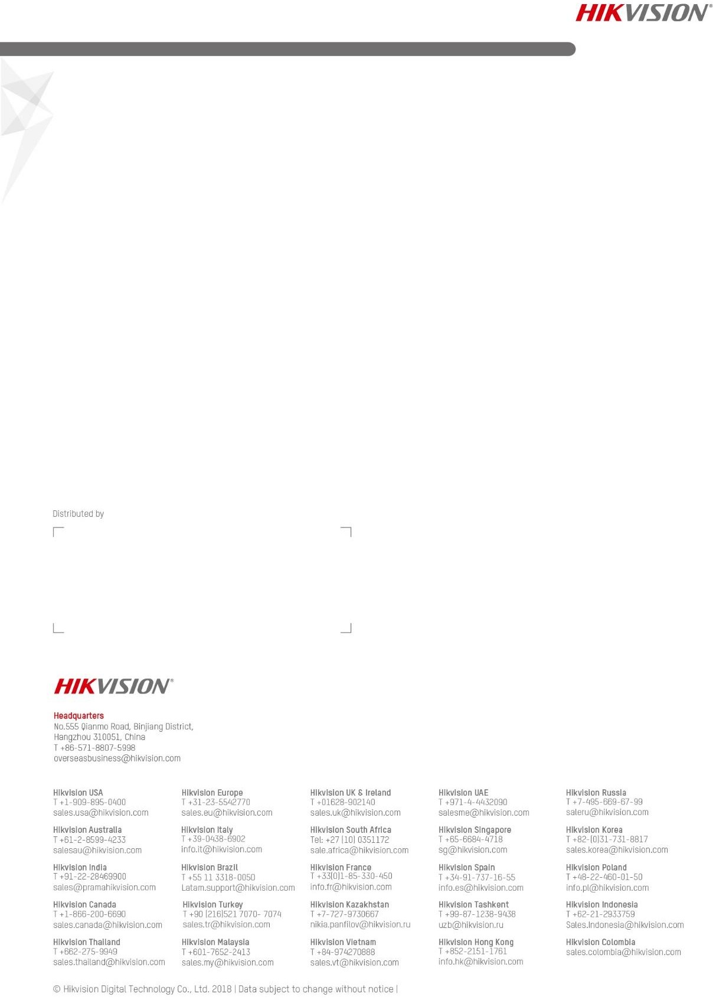 HIKVISION®
Distributed by
HIKVISION®
Headquarters
No.555 Qianmo Road, Binjiang District,
Hangzhou 310051, China
T +86-571-8807-5998
overseasbusiness@hikvision.com
Hikvision USA
T +1-909-895-0400
sales.usa@hikvision.com
Hikvision Europe
T +31-23-5542770
sales.eu@hikvision.com
Hikvision UK & Ireland
T +01628-902140
sales.uk@hikvision.com
Hikvision UAE
T +971-4-4432090
salesme@hikvision.com
Hikvision Russia
T +7-495-669-67-99
saleru@hikvision.com
Hikvision Australia
T +61-2-8599-4233
salesau@hikvision.com
Hikvision Italy
T +39-0438-6902
info.it@hikvision.com
Hikvision South Africa
Tel: +27 (10) 0351172
sale.africa@hikvision.com
Hikvision Singapore
T +65-6684-4718
sg@hikvision.com
Hikvision Korea
T +82-(0)31-731-8817
sales.korea@hikvision.com
Hikvision India
T +91-22-28469900
sales@pramahikvision.com
Hikvision Brazil
T +55 11 3318-0050
Latam.support@hikvision.com
Hikvision France
T +33(0)1-85-330-450
info.fr@hikvision.com
Hikvision Spain
T +34-91-737-16-55
info.es@hikvision.com
Hikvision Poland
T +48-22-460-01-50
info.pl@hikvision.com
Hikvision Canada
T +1-866-200-6690
sales.canada@hikvision.com
Hikvision Turkey
T +90 (216)521 7070- 7074
sales.tr@hikvision.com
Hikvision Kazakhstan
T +7-727-9730667
nikia.panfilov@hikvision.ru
Hikvision Tashkent
T +99-87-1238-9438
uzb@hikvision.ru
Hikvision Indonesia
T +62-21-2933759
Sales.Indonesia@hikvision.com
Hikvision Thailand
T +662-275-9949
sales.thailand@hikvision.com
Hikvision Malaysia
T +601-7652-2413
sales.my@hikvision.com
Hikvision Vietnam
T +84-974270888
sales.vt@hikvision.com
Hikvision Hong Kong
T +852-2151-1761
info.hk@hikvision.com
Hikvision Colombia
sales.colombia@hikvision.com
© Hikvision Digital Technology Co., Ltd. 2018 | Data subject to change without notice |